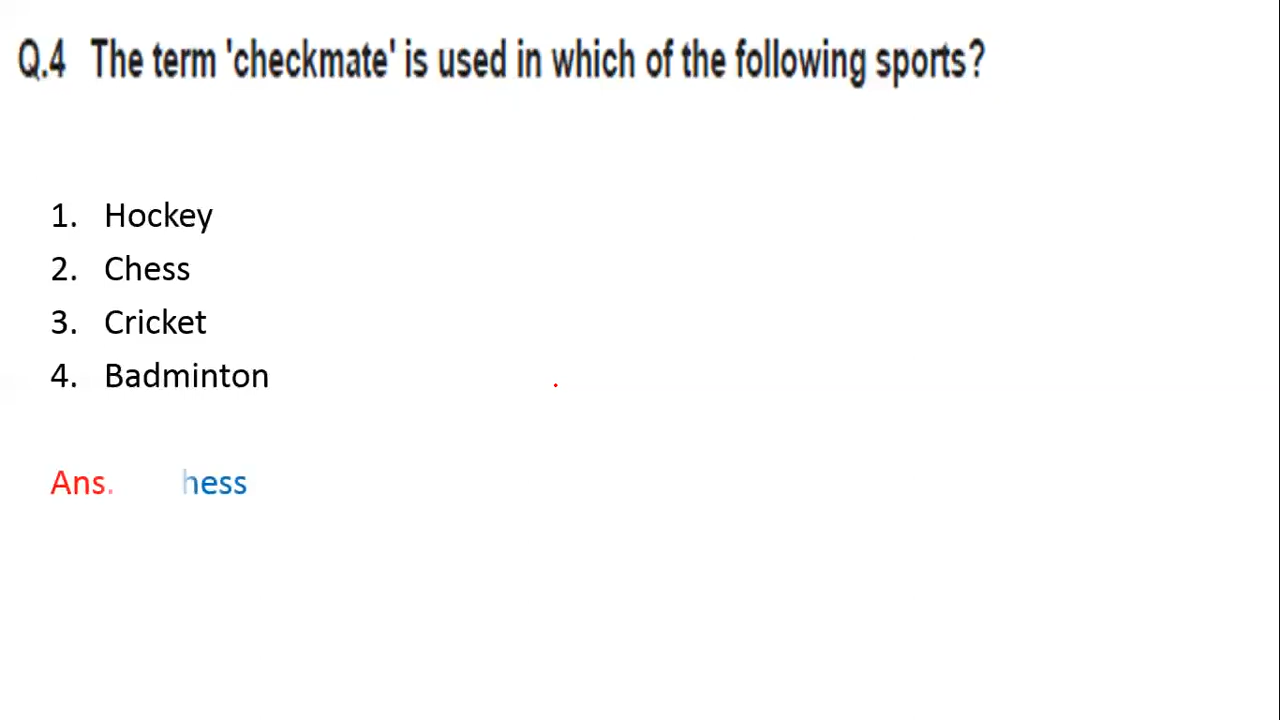 Q.4 The term 'checkmate' is used in which of the following sports?
1. Hockey
2. Chess
3. Cricket
4. Badminton
Ans. hess